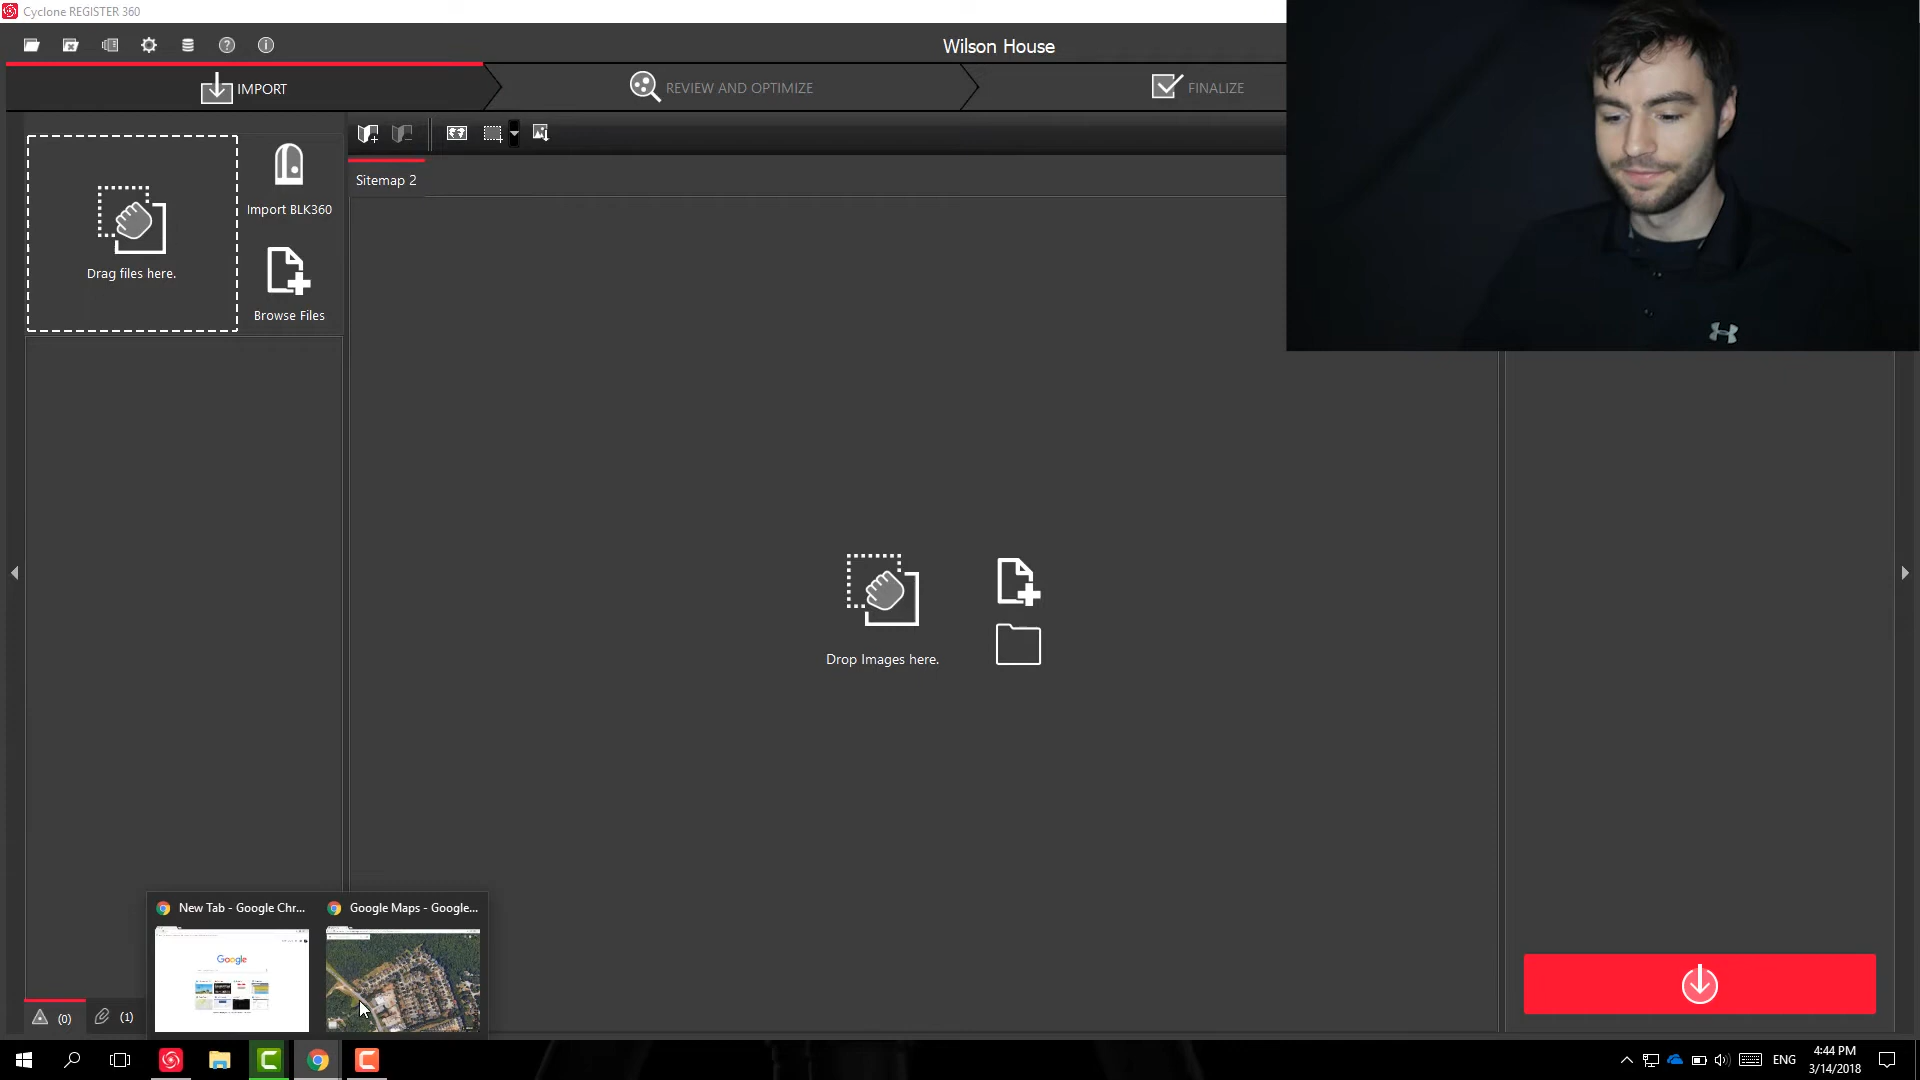 Cyclone REGISTER 360
Wilson House
IMPORT
REVIEW AND OPTIMIZE
FINALIZE
Sitemap 2
Import BLK360
Drag files here.
Browse Files
Drop Images here.
New Tab - Google Chr...
Google Maps - Google...
Google
(0)
(1)
ENG
4:44 PM
3/14/2018